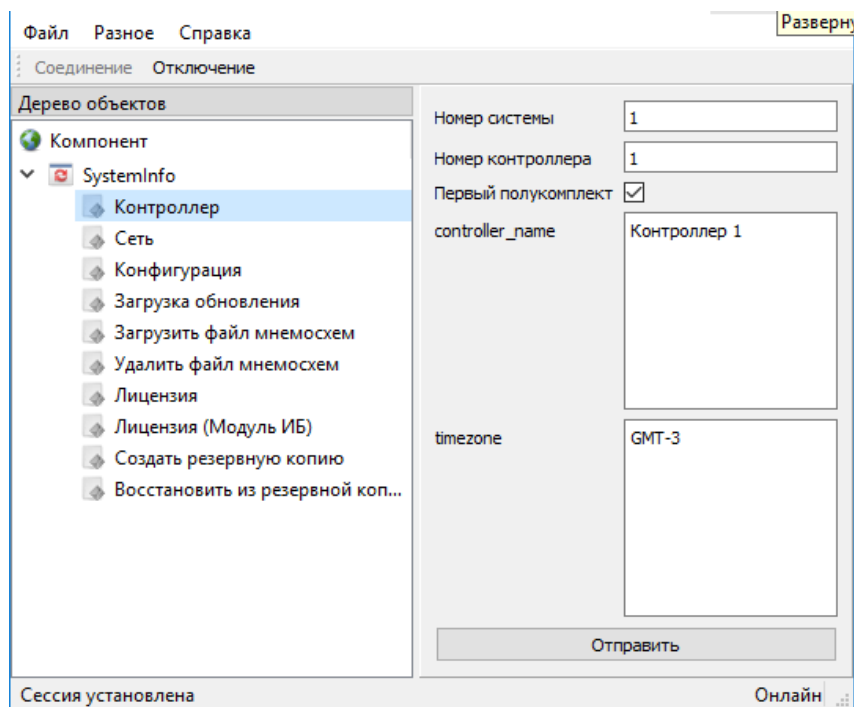 Файл Разное Справка
Разверну
Соединение Отключение
Дерево объектов
Компонент
SystemInfo
Контроллер
Сеть
Конфигурация
Загрузка обновления
Загрузить файл мнемосхем
Удалить файл мнемосхем
Лицензия
Лицензия (Модуль ИБ)
Создать резервную копию
Восстановить из резервной коп...
Номер системы 1
Номер контроллера 1
Первый полукомплект
controller_name Контроллер 1
timezone GMT-3
Отправить
Сессия установлена Онлайн